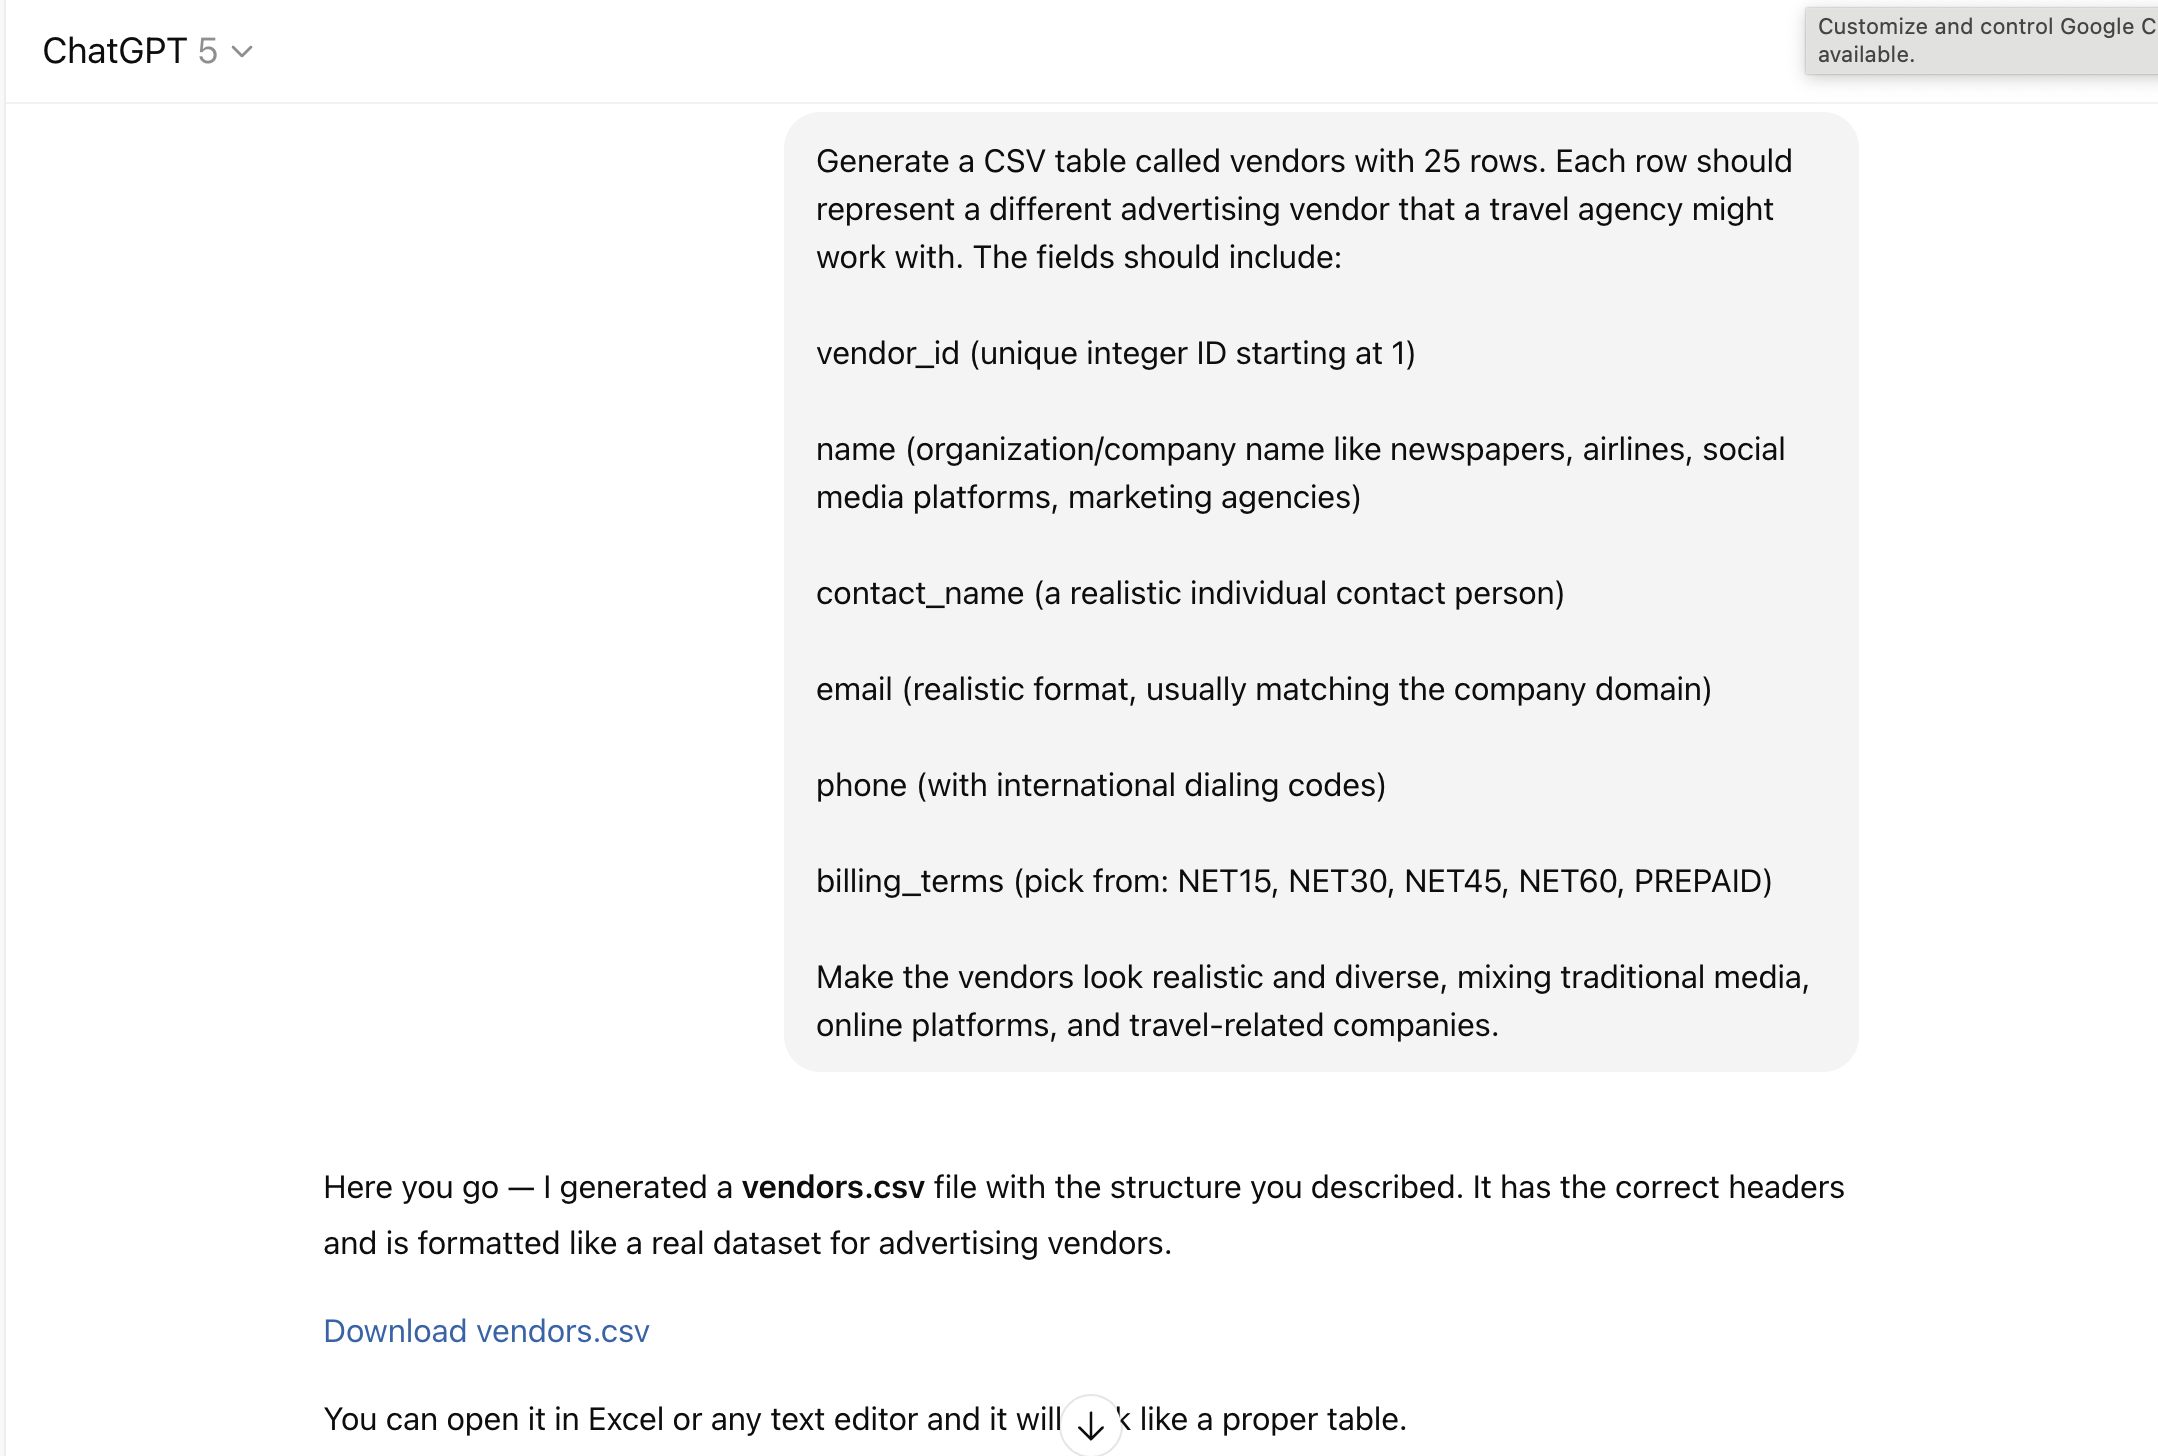 ChatGPT 5
Customize and control Google C
available.
Generate a CSV table called vendors with 25 rows. Each row should
represent a different advertising vendor that a travel agency might
work with. The fields should include:
vendor_id (unique integer ID starting at 1)
name (organization/company name like newspapers, airlines, social
media platforms, marketing agencies)
contact_name (a realistic individual contact person)
email (realistic format, usually matching the company domain)
phone (with international dialing codes)
billing_terms (pick from: NET15, NET30, NET45, NET60, PREPAID)
Make the vendors look realistic and diverse, mixing traditional media,
online platforms, and travel-related companies.
Here you go — I generated a vendors.csv file with the structure you described. It has the correct headers
and is formatted like a real dataset for advertising vendors.
Download vendors.csv
You can open it in Excel or any text editor and it will k like a proper table.